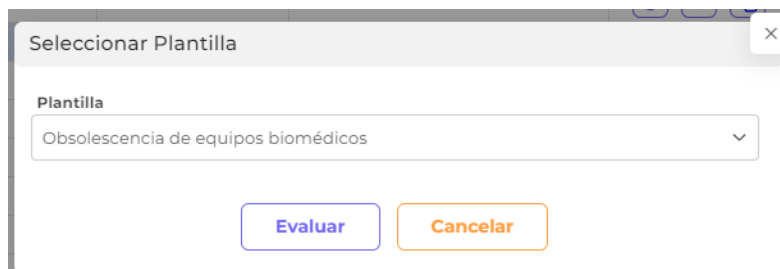 Seleccionar Plantilla
Plantilla
Obsolescencia de equipos biomédicos
Evaluar Cancelar